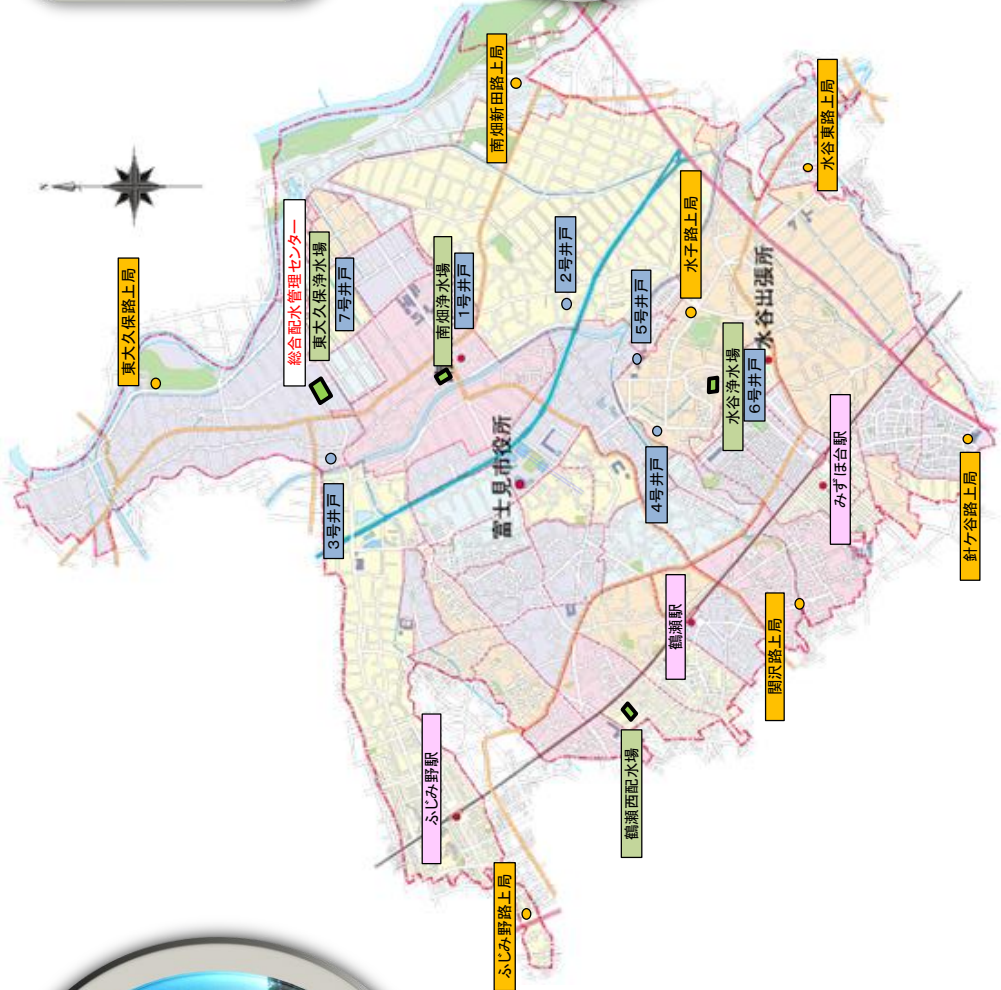 N
東大久保路上局
総合配水管理センター
東大久保浄水場
7号井戸
3号井戸
ふじみ野駅
南畑浄水場
1号井戸
南畑新田路上局
富士見市役所
ふじみ野路上局
2号井戸
鶴瀬西配水場
5号井戸
4号井戸
鶴瀬駅
水子路上局
水谷浄水場
6号井戸
水谷出張所
関沢路上局
水谷東路上局
みずほ台駅
針ケ谷路上局